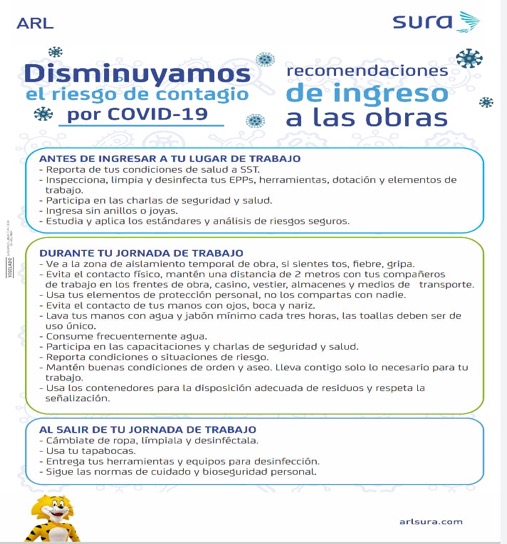 ARL
sura
Disminuyamos
el riesgo de contagio
por COVID-19
recomendaciones
de ingreso
a las obras
ANTES DE INGRESAR A TU LUGAR DE TRABAJO
- Reporta de tus condiciones de salud a SST.
- Inspecciona, limpia y desinfecta tus EPPs, herramientas, dotación y elementos de
trabajo.
- Participa en las charlas de seguridad y salud.
- Ingresa sin anillos o joyas.
- Estudia y aplica los estándares y análisis de riesgos seguros.
DURANTE TU JORNADA DE TRABAJO
- Ve a la zona de aislamiento temporal de obra, si sientes tos, fiebre, gripa.
- Evita el contacto físico, mantén una distancia de 2 metros con tus compañeros
de trabajo en los frentes de obra, casino, vestier, almacenes y medios de transporte.
- Usa tus elementos de protección personal, no los compartas con nadie.
- Evita el contacto de tus manos con ojos, boca y nariz.
- Lava tus manos con agua y jabón mínimo cada tres horas, las toallas deben ser de
uso único.
- Consume frecuentemente agua.
- Participa en las capacitaciones y charlas de seguridad y salud.
- Reporta condiciones o situaciones de riesgo.
- Mantén buenas condiciones de orden y aseo. Lleva contigo solo lo necesario para tu
trabajo.
- Usa los contenedores para la disposición adecuada de residuos y respeta la
señalización.
AL SALIR DE TU JORNADA DE TRABAJO
- Cámbiate de ropa, límpiala y desinféctala.
- Usa tu tapabocas.
- Entrega tus herramientas y equipos para desinfección.
- Sigue las normas de cuidado y bioseguridad personal.
arlsura.com
VIGILADO